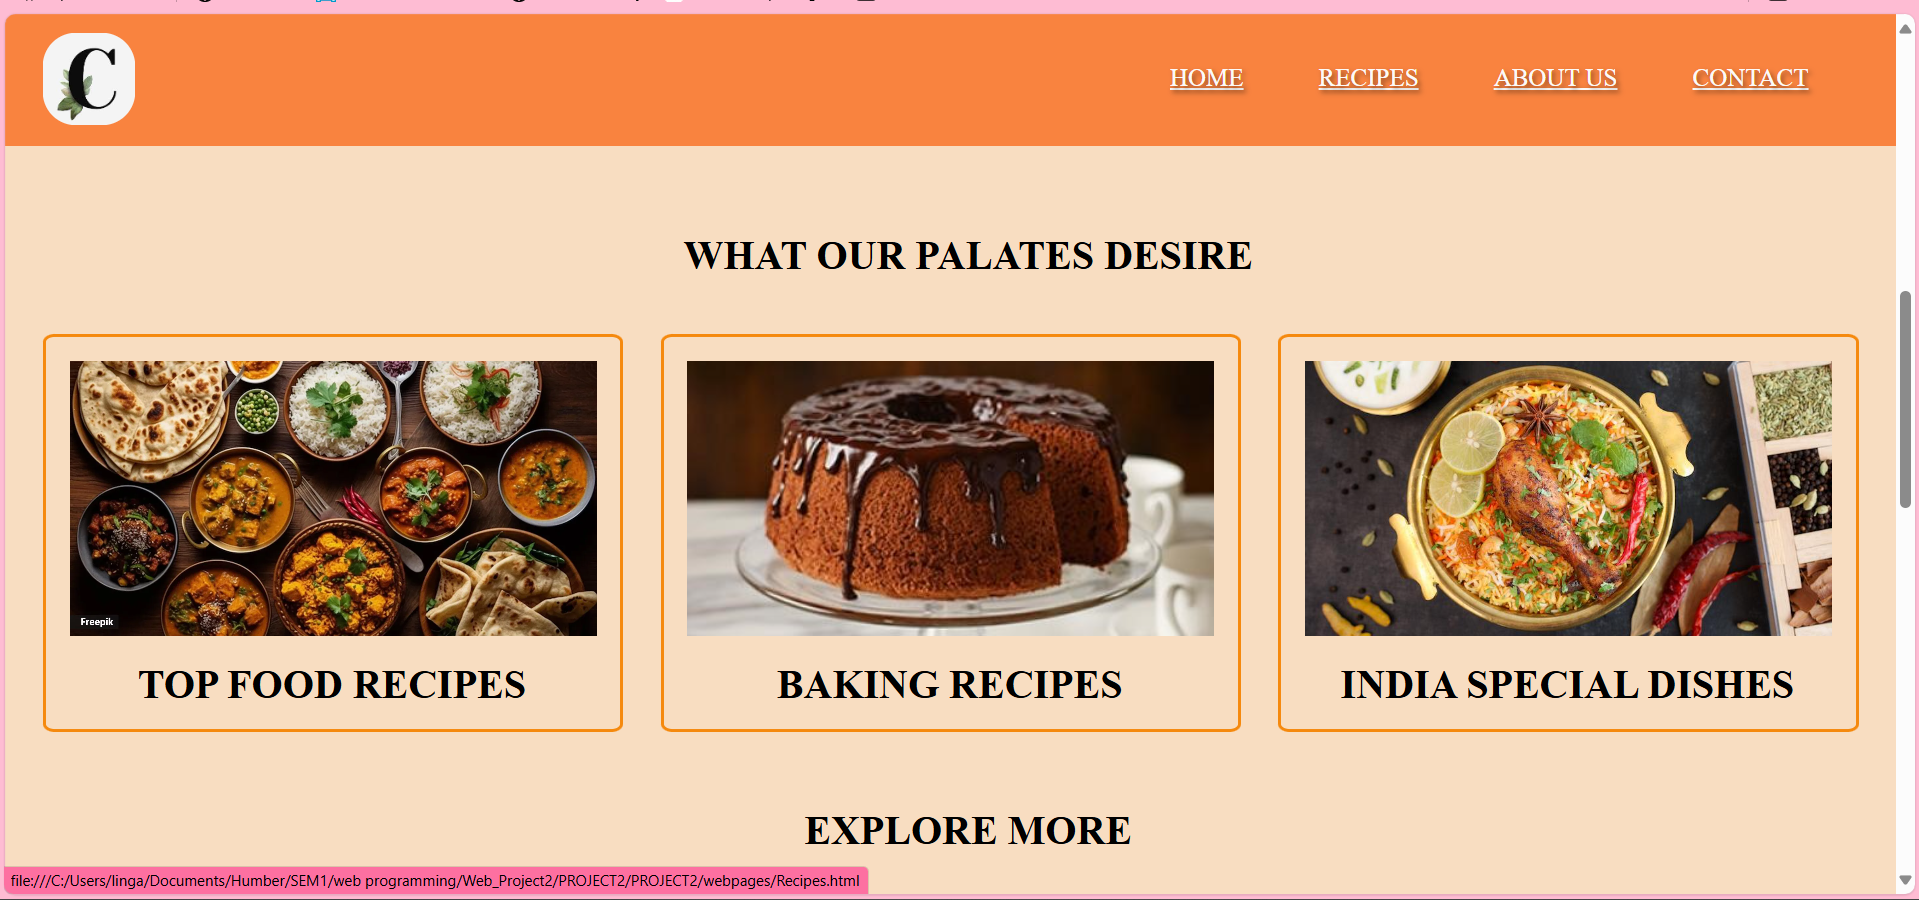 C
HOME RECIPES ABOUT US CONTACT
WHAT OUR PALATES DESIRE
Freepik
TOP FOOD RECIPES
BAKING RECIPES
INDIA SPECIAL DISHES
EXPLORE MORE
file:///C:/Users/linga/Documents/Humber/SEM1/web programming/Web_Project2/PROJECT2/PROJECT2/webpages/Recipes.html